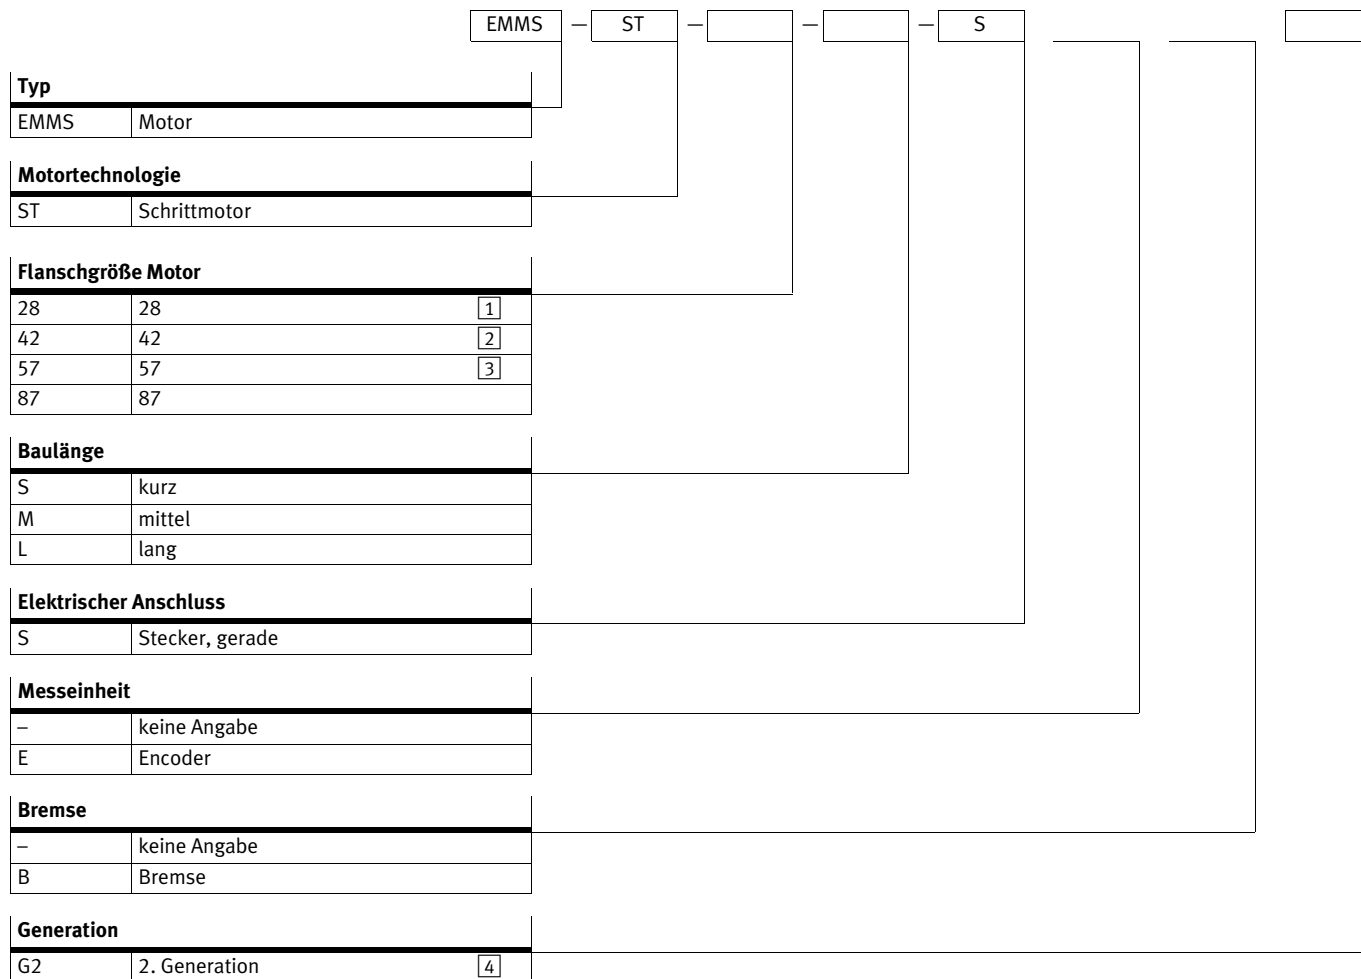 EMMS – ST – – – S
Typ
EMMS Motor
Motortechnologie
ST Schrittmotor
Flanschgröße Motor
28 28 1
42 42 2
57 57 3
87 87
Baulänge
S kurz
M mittel
L lang
Elektrischer Anschluss
S Stecker, gerade
Messeinheit
– keine Angabe
E Encoder
Bremse
– keine Angabe
B Bremse
Generation
G2 2. Generation 4